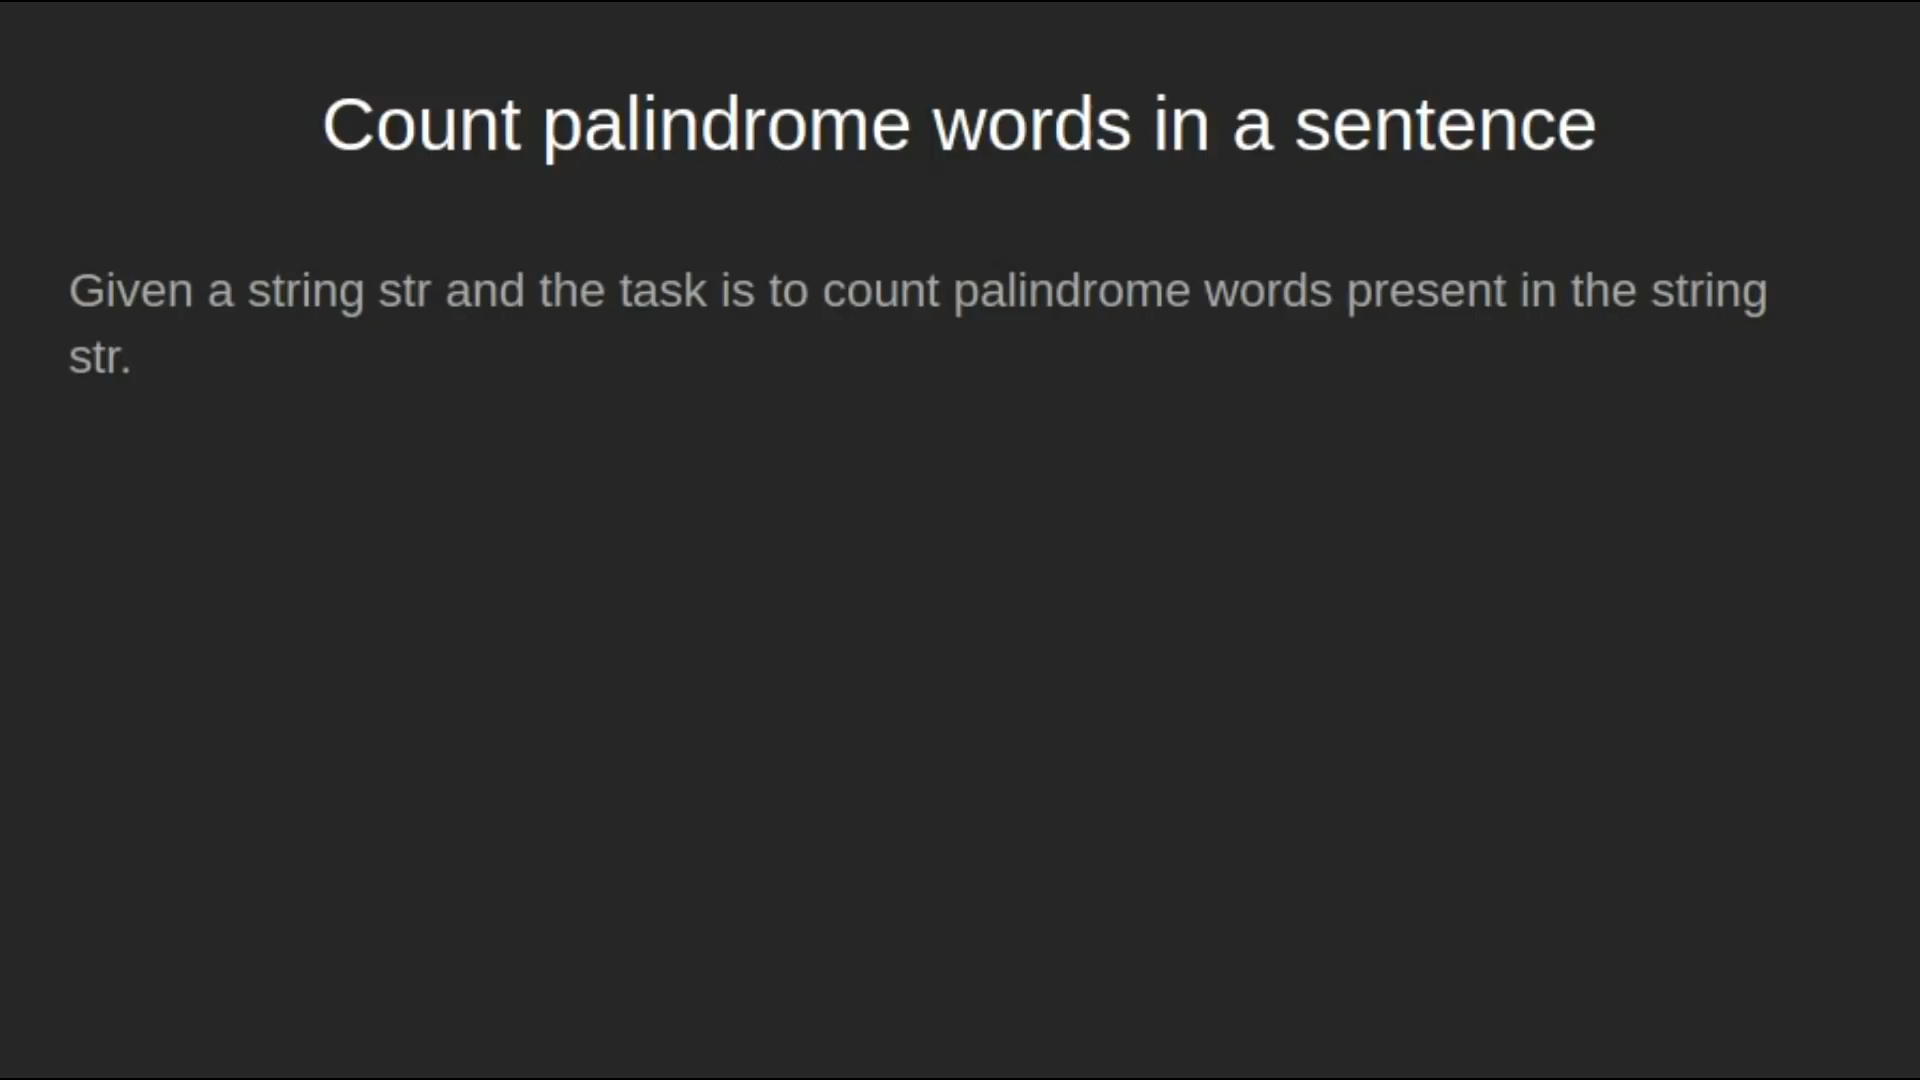 Count palindrome words in a sentence
Given a string str and the task is to count palindrome words present in the string
str.